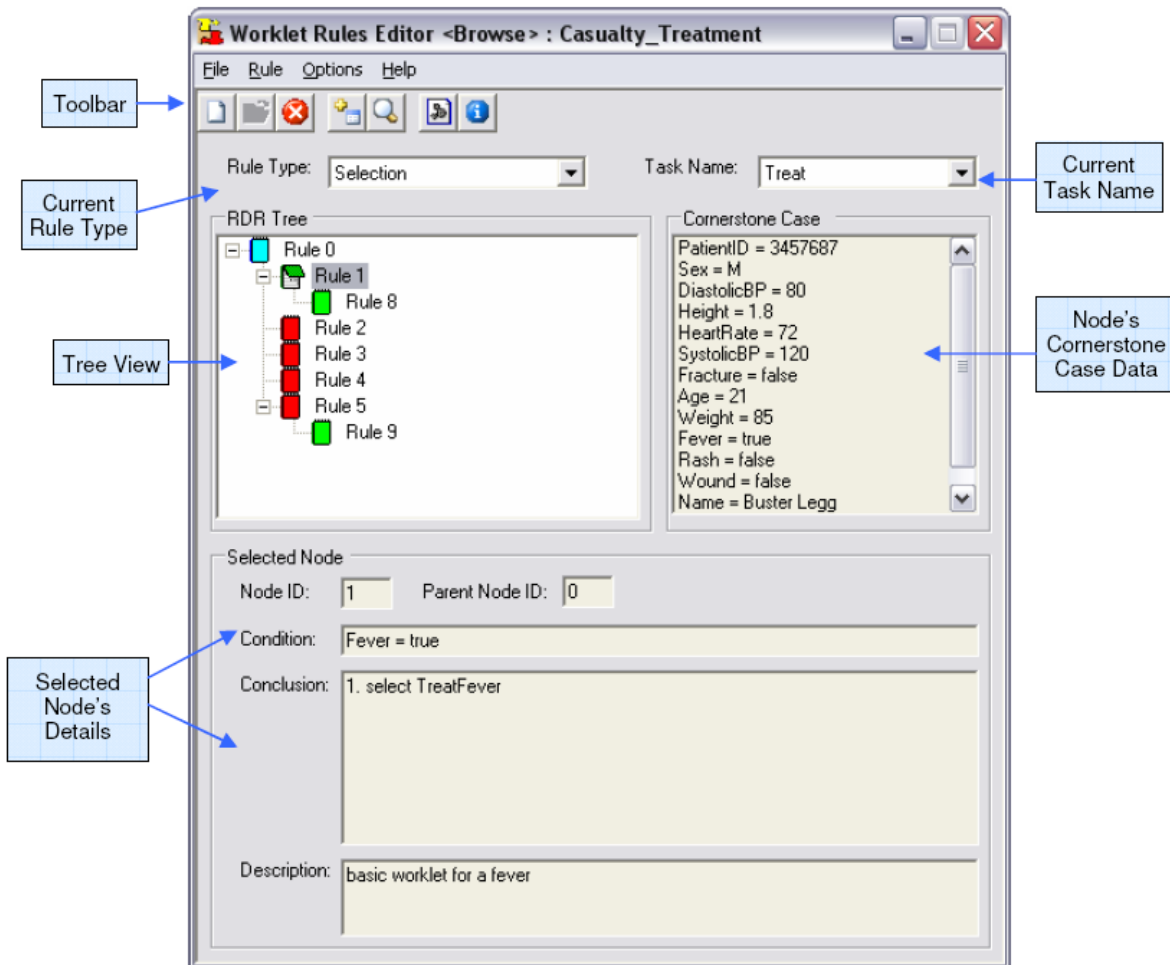 Worklet Rules Editor <Browse> : Casualty_Treatment
File Rule Options Help
Toolbar
Rule Type: Selection
Task Name: Treat
Current
Rule Type
Current
Task Name
RDR Tree
Rule 0
Rule 1
Rule 8
Rule 2
Rule 3
Rule 4
Rule 5
Rule 9
Tree View
Cornerstone Case
PatientID = 3457687
Sex = M
DiastolicBP = 80
Height = 1.8
HeartRate = 72
SystolicBP = 120
Fracture = false
Age = 21
Weight = 85
Fever = true
Rash = false
Wound = false
Name = Buster Legg
Node's
Cornerstone
Case Data
Selected Node
Node ID: 1 Parent Node ID: 0
Condition: Fever = true
Conclusion: 1. select TreatFever
Selected
Node's
Details
Description: basic worklet for a fever